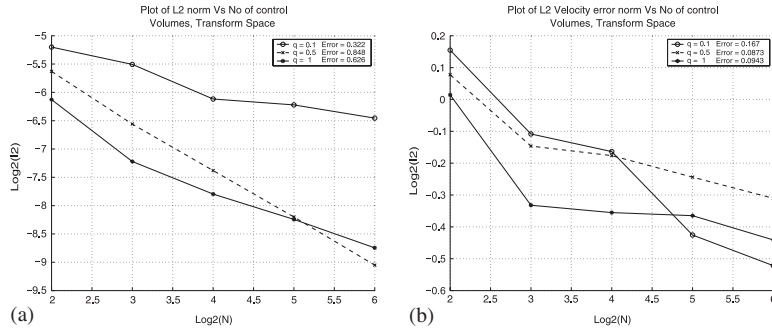 Plot of L2 norm Vs No of control
Volumes, Transform Space
-5
-5.5
-6
-6.5
-7
-7.5
-8
-8.5
-9
-9.5
Log2(l2)
q = 0.1 Error = 0.322
q = 0.5 Error = 0.848
q = 1 Error = 0.626
2 2.5 3 3.5 4 4.5 5 5.5 6
Log2(N)
(a)
Plot of L2 Velocity error norm Vs No of control
Volumes, Transform Space
0.2
0.1
0
-0.1
-0.2
-0.3
-0.4
-0.5
-0.6
Log2(l2)
q = 0.1 Error = 0.167
q = 0.5 Error = 0.0873
q = 1 Error = 0.0943
2 2.5 3 3.5 4 4.5 5 5.5 6
Log2(N)
(b)